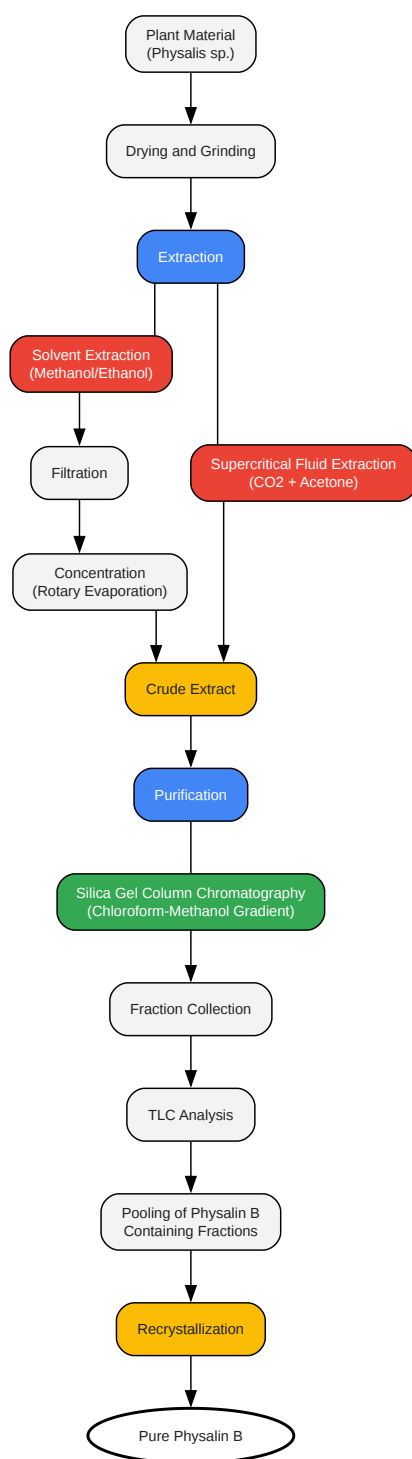 Plant Material
(Physalis sp.)
Drying and Grinding
Extraction
Solvent Extraction
(Methanol/Ethanol)
Filtration
Supercritical Fluid Extraction
(CO2 + Acetone)
Concentration
(Rotary Evaporation)
Crude Extract
Purification
Silica Gel Column Chromatography
(Chloroform-Methanol Gradient)
Fraction Collection
TLC Analysis
Pooling of Physalin B
Containing Fractions
Recrystallization
Pure Physalin B